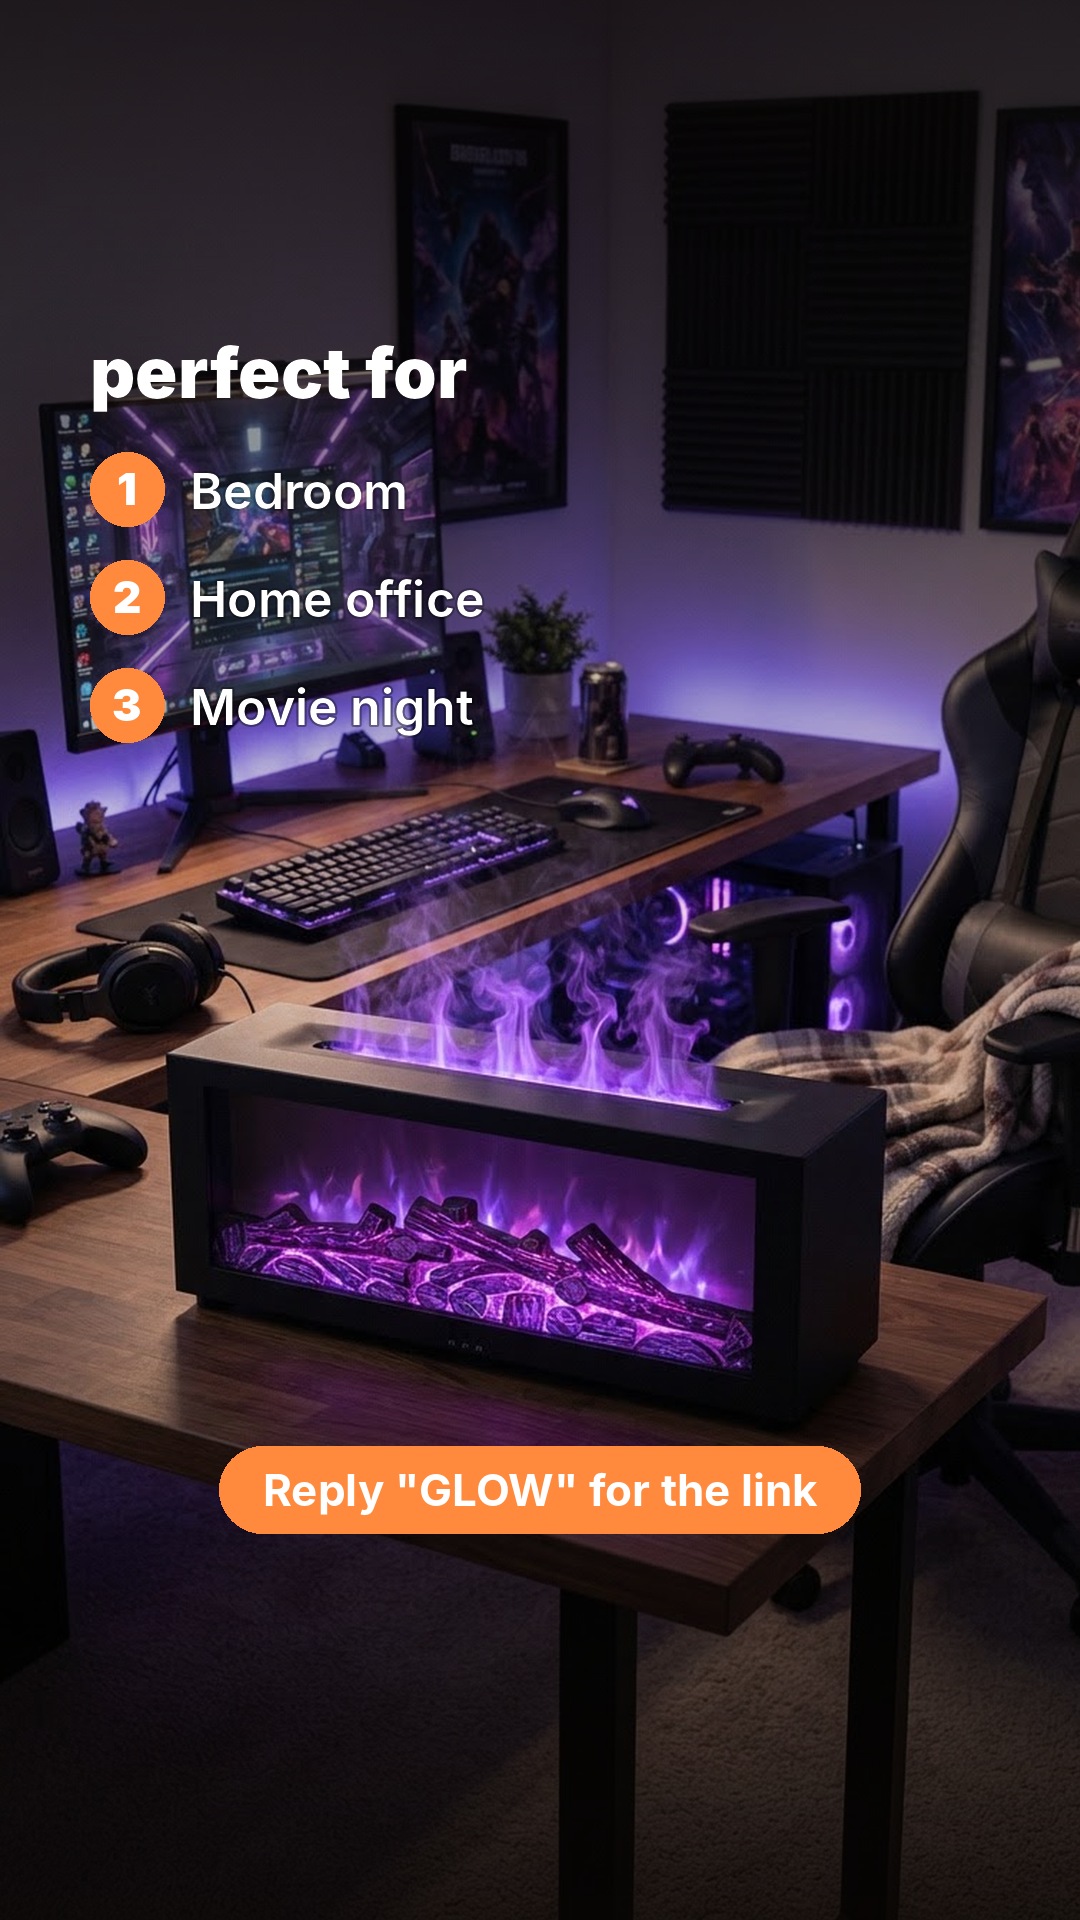 perfect for
1 Bedroom
2 Home office
3 Movie night
Reply "GLOW" for the link